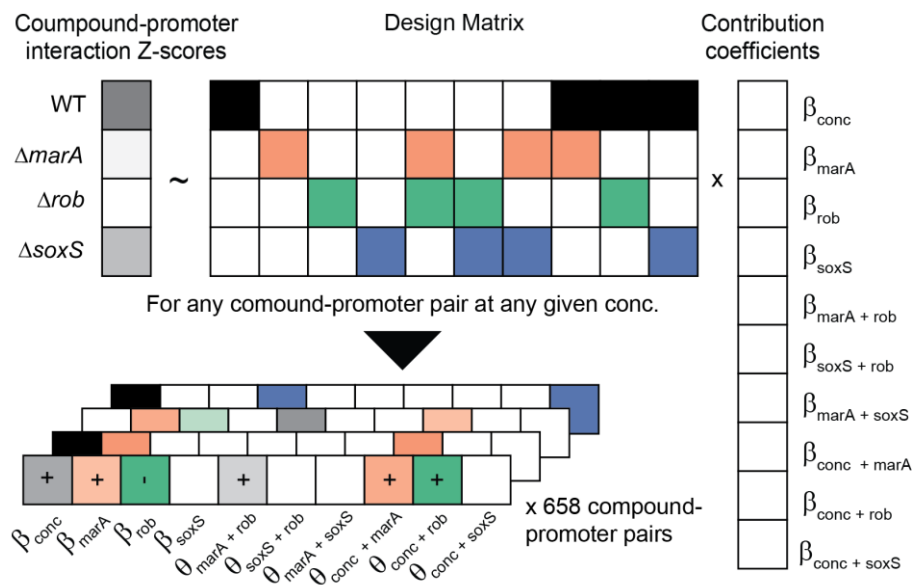 Coumpound-promoter
interaction Z-scores
Design Matrix
Contribution
coefficients
WT
ΔmarA
Δrob
ΔsoxS
~
x
βconc
βmarA
βrob
βsoxS
βmarA + rob
βsoxS + rob
βmarA + soxS
βconc + marA
βconc + rob
βconc + soxS
For any comound-promoter pair at any given conc.
+ + - + + +
βconc
βmarA
βrob
βsoxS
θmarA + rob
θsoxS + rob
θmarA + soxS
θconc + marA
θconc + rob
θconc + soxS
x 658 compound-
promoter pairs